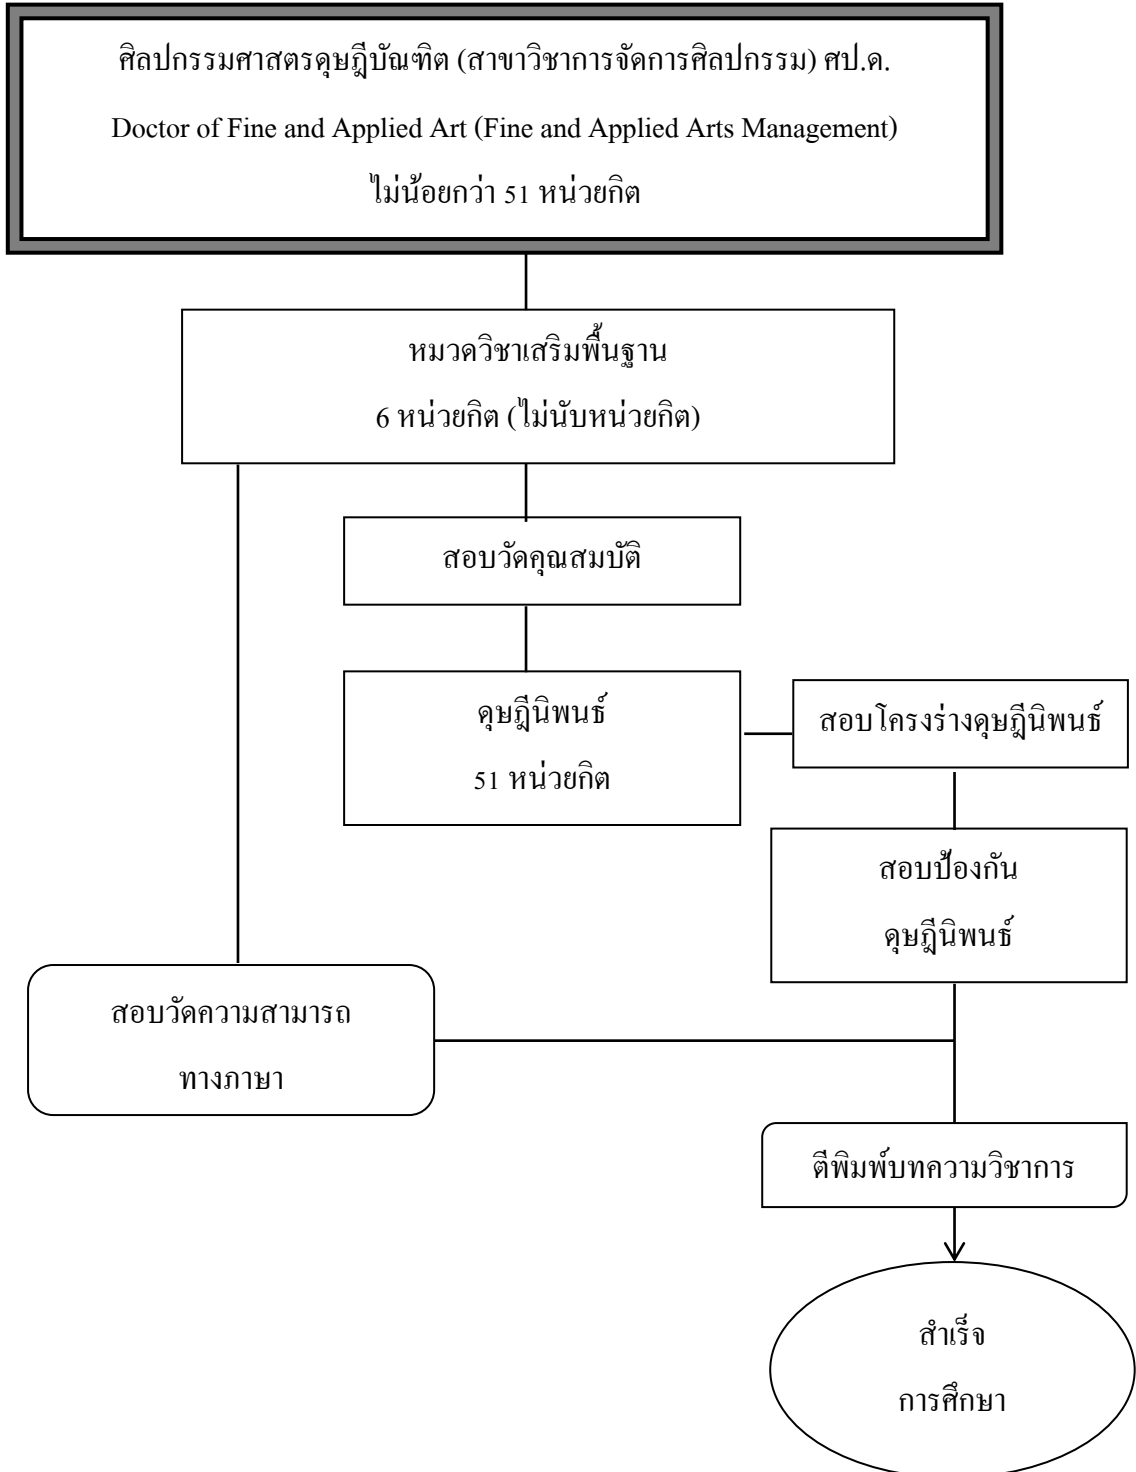 ศิลปกรรมศาสตรดุษฎีบัณฑิต (สาขาวิชาการจัดการศิลปกรรม) ศป.ด.
Doctor of Fine and Applied Art (Fine and Applied Arts Management)
ไม่น้อยกว่า 51 หน่วยกิต
หมวดวิชาเสริมพื้นฐาน
6 หน่วยกิต (ไม่นับหน่วยกิต)
สอบวัดคุณสมบัติ
ดุษฎีนิพนธ์
51 หน่วยกิต
สอบโครงร่างดุษฎีนิพนธ์
สอบป้องกัน
ดุษฎีนิพนธ์
สอบวัดความสามารถ
ทางภาษา
ตีพิมพ์บทความวิชาการ
สำเร็จ
การศึกษา